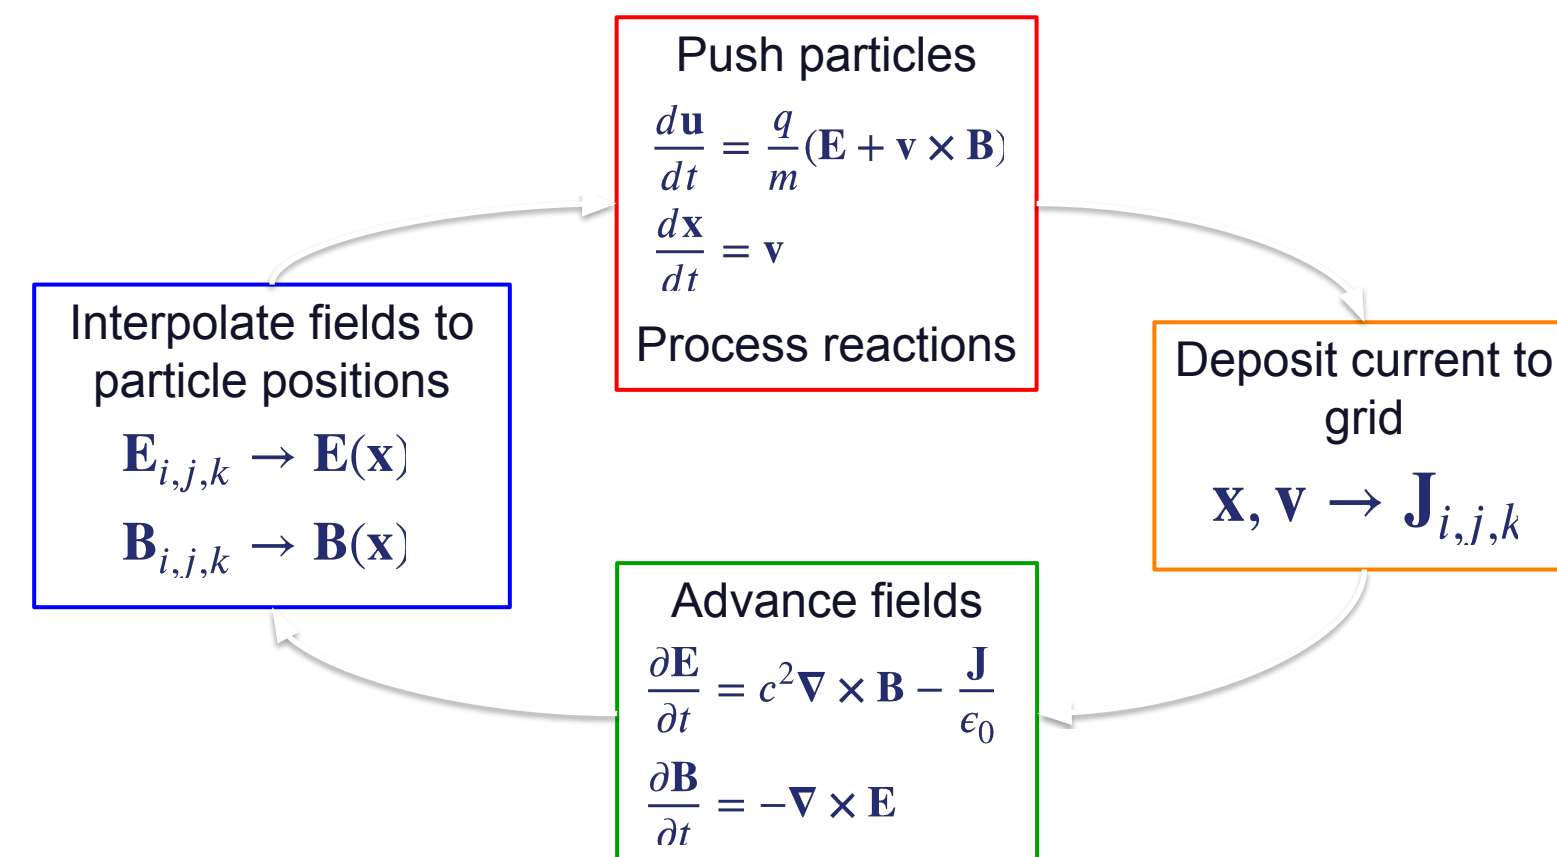 Push particles
d𝐮/dt = q/m (𝐄 + 𝐯 × 𝐁)
d𝐱/dt = 𝐯
Process reactions
Interpolate fields to
particle positions
𝐄_{i,j,k} → 𝐄(𝐱)
𝐁_{i,j,k} → 𝐁(𝐱)
Deposit current to
grid
𝐱, 𝐯 → 𝐉_{i,j,k}
Advance fields
∂𝐄/∂t = c² 𝛁 × 𝐁 − 𝐉/ϵ₀
∂𝐁/∂t = −𝛁 × 𝐄